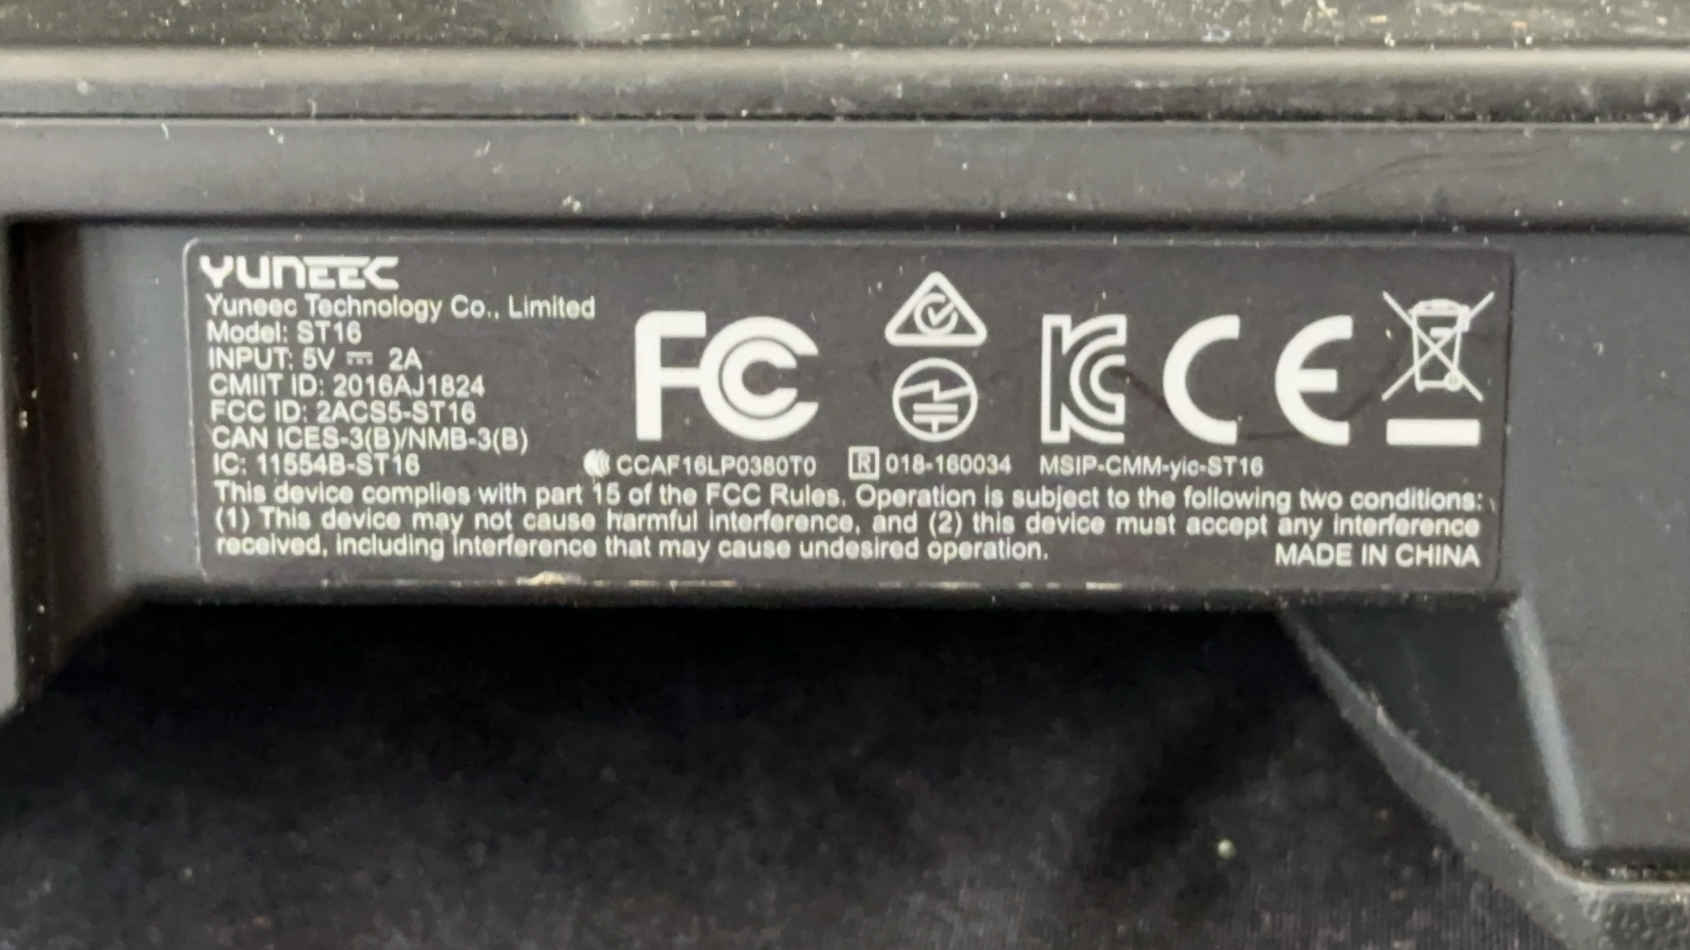 YUNEEC
Yuneec Technology Co., Limited
Model: ST16
INPUT: 5V ⎓ 2A
CMIIT ID: 2016AJ1824
FCC ID: 2ACS5-ST16
CAN ICES-3(B)/NMB-3(B)
IC: 11554B-ST16
FC
CE
CCAF16LP0380T0
R 018-160034
MSIP-CMM-yic-ST16
This device complies with part 15 of the FCC Rules. Operation is subject to the following two conditions:
(1) This device may not cause harmful interference, and (2) this device must accept any interference
received, including interference that may cause undesired operation.
MADE IN CHINA